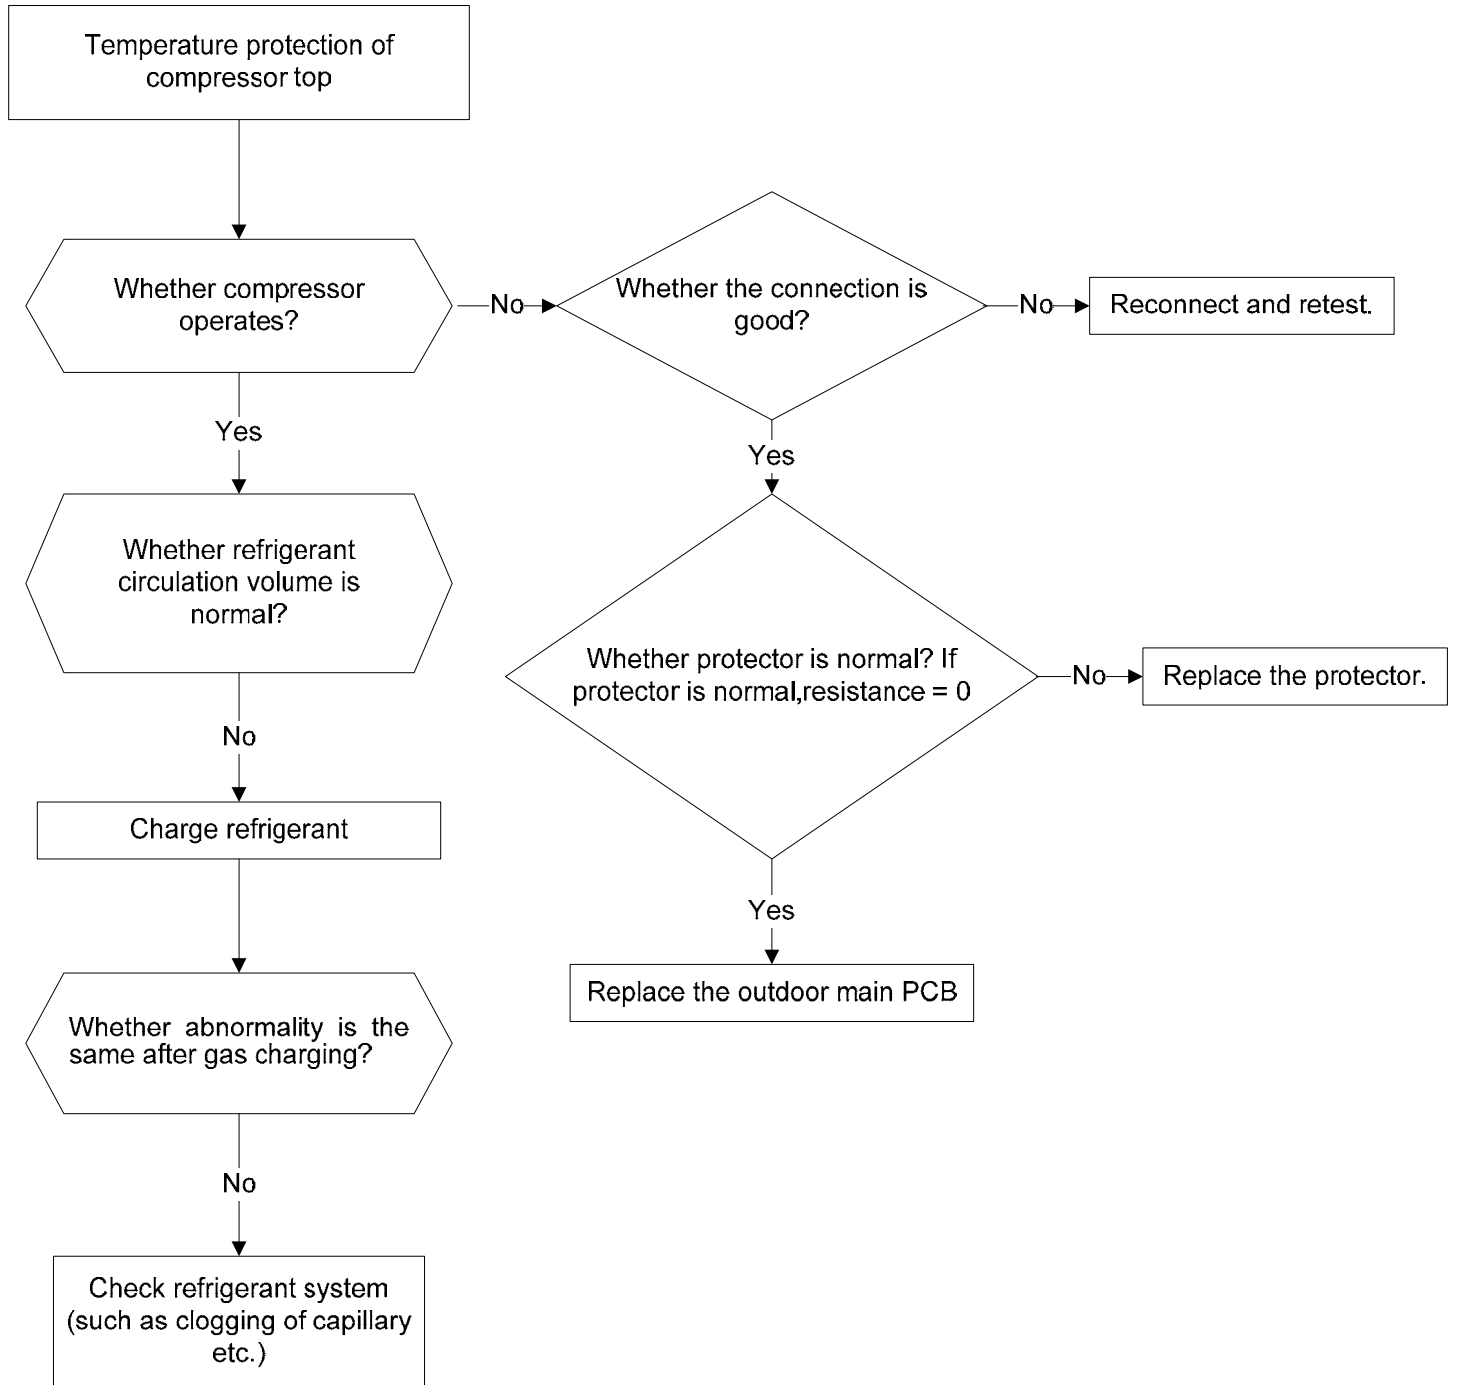 Temperature protection of
compressor top
Whether compressor
operates?
No
Whether the connection is
good?
No
Reconnect and retest.
Yes
Yes
Whether refrigerant
circulation volume is
normal?
Whether protector is normal? If
protector is normal,resistance = 0
No
Replace the protector.
No
Charge refrigerant
Yes
Replace the outdoor main PCB
Whether abnormality is the
same after gas charging?
No
Check refrigerant system
(such as clogging of capillary
etc.)